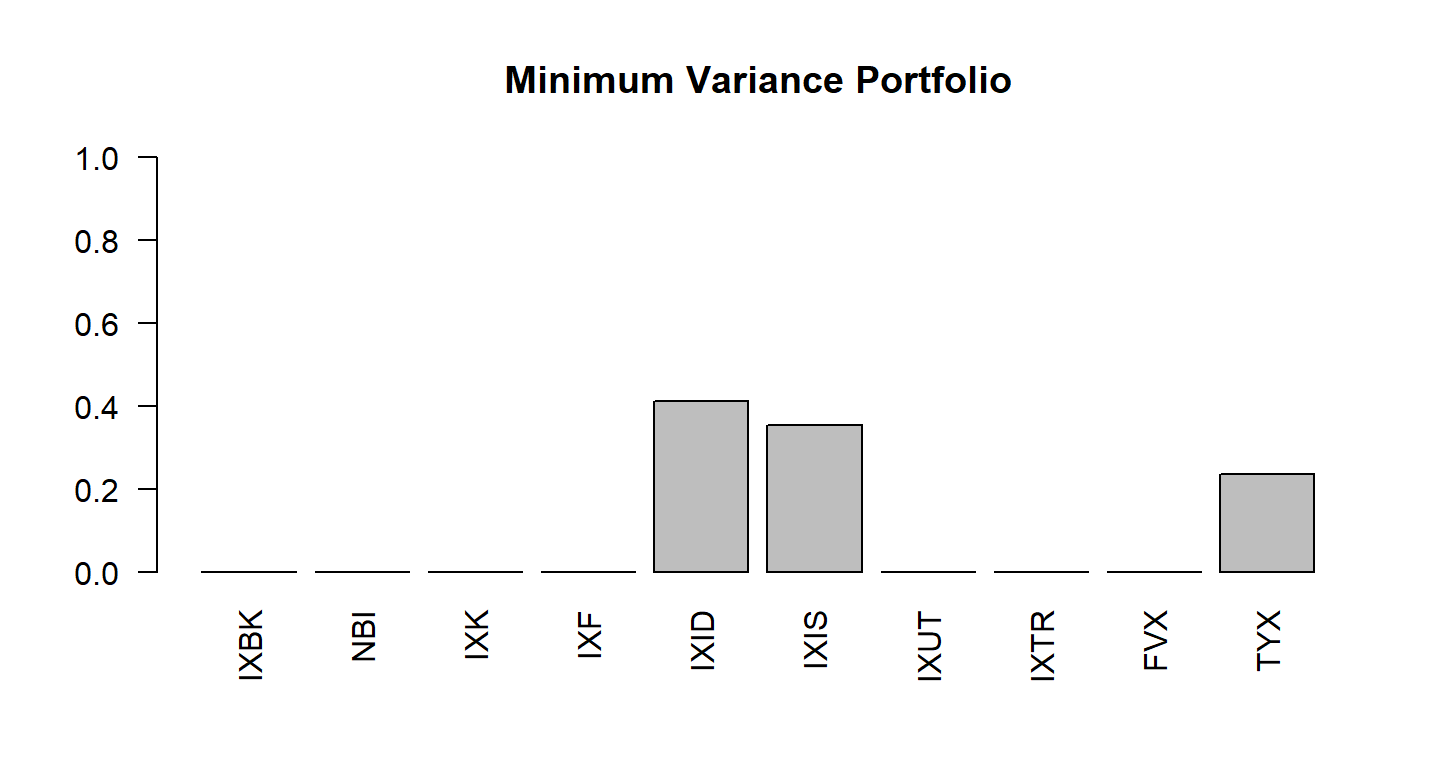 Minimum Variance Portfolio
1.0
0.8
0.6
0.4
0.2
0.0
IXBK
NBI
IXK
IXF
IXID
IXIS
IXUT
IXTR
FVX
TYX